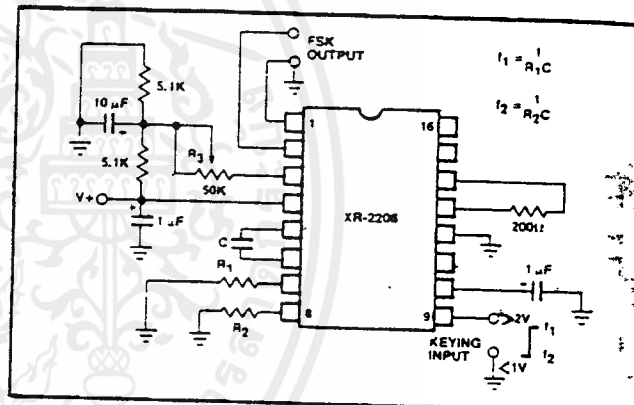 FSK
OUTPUT
f₁ = 1/R₁C
f₂ = 1/R₂C
5.1K
10 µF
+
5.1K
R₃
50K
V+
+
1 µF
C
R₁
R₂
1
8
XR-2206
16
9
200Ω
1 µF
+
>2V
KEYING
INPUT
f₁
f₂
<1V